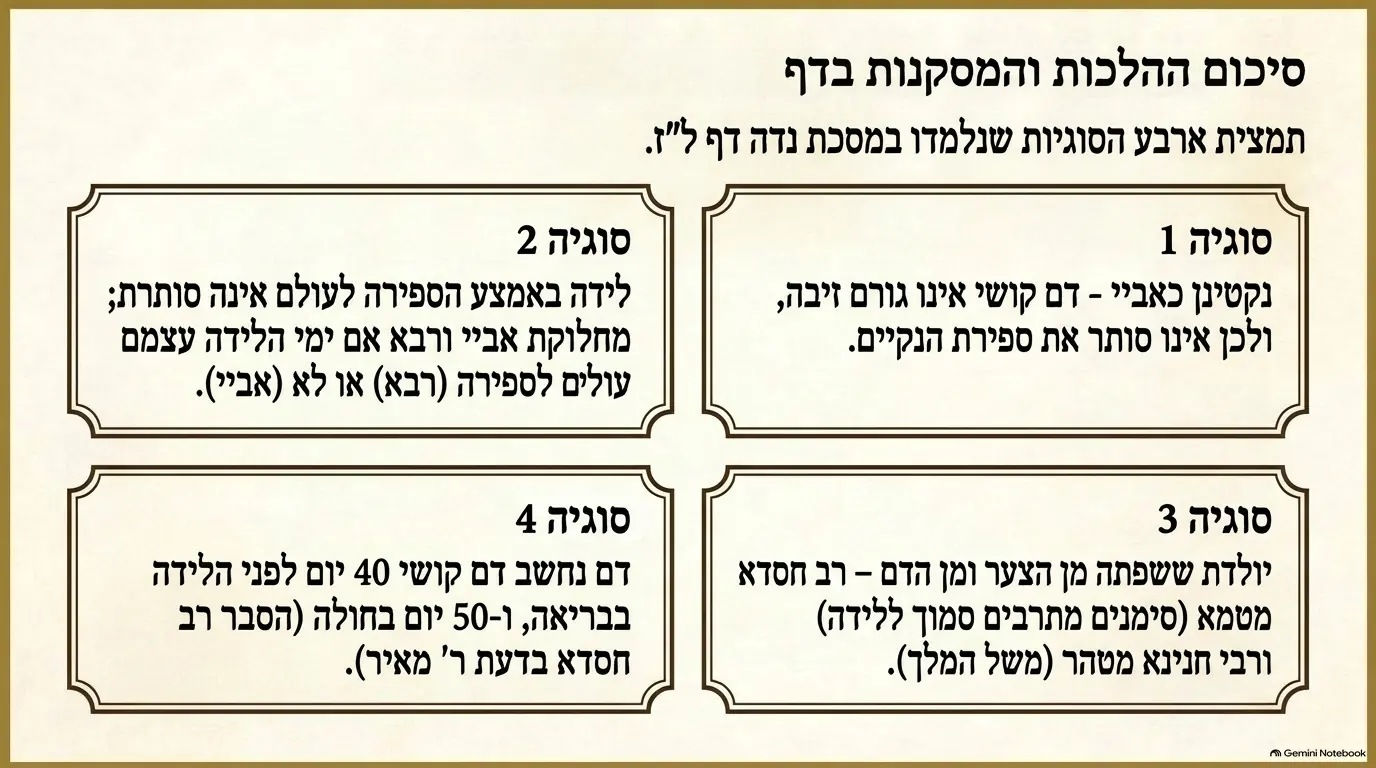 סיכום ההלכות והמסקנות בדף
תמצית ארבע הסוגיות שנלמדו במסכת נדה דף ל"ז.
סוגיה 1
נקטינן כאביי - דם קושי אינו גורם זיבה,
ולכן אינו סותר את ספירת הנקיים.
סוגיה 2
לידה באמצע הספירה לעולם אינה סותרת;
מחלוקת אביי ורבא אם ימי הלידה עצמם
עולים לספירה (רבא) או לא (אביי).
סוגיה 3
יולדת ששפתה מן הצער ומן הדם – רב חסדא
מטמא (סימנים מתרבים סמוך ללידה)
ורבי חנינא מטהר (משל המלך).
סוגיה 4
דם נחשב דם קושי 40 יום לפני הלידה
בבריאה, ו-50 יום בחולה (הסבר רב
חסדא בדעת ר' מאיר).
Gemini Notebook